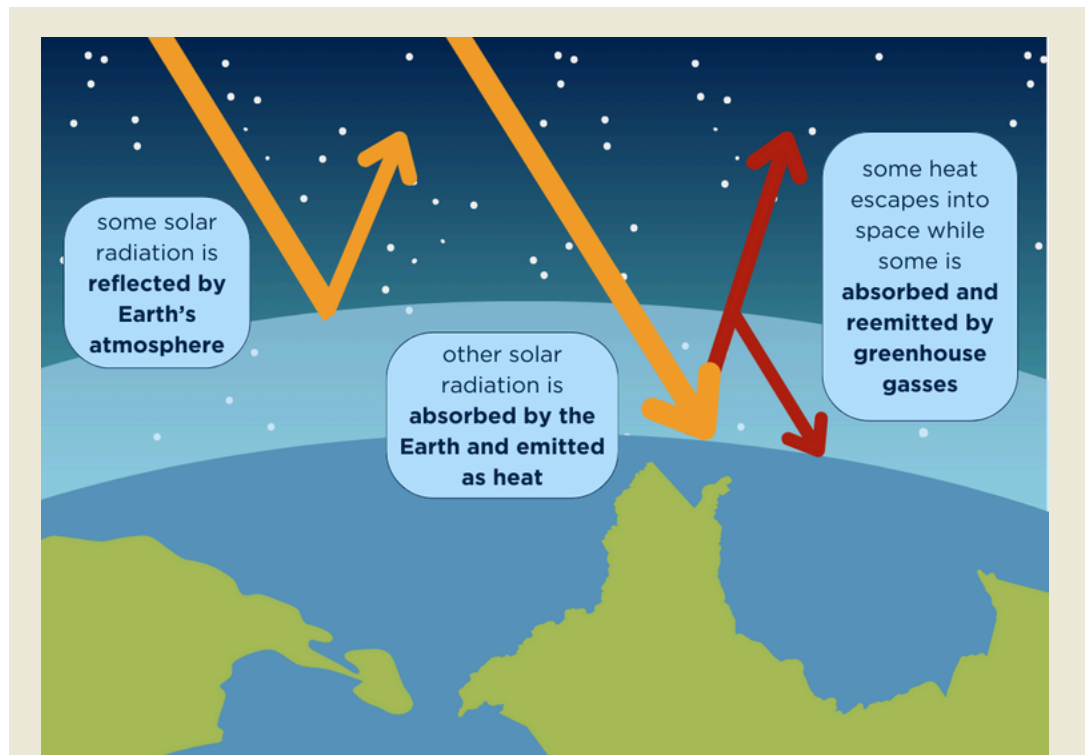 some solar
radiation is
reflected by
Earth's
atmosphere
other solar
radiation is
absorbed by the
Earth and emitted
as heat
some heat
escapes into
space while
some is
absorbed and
reemitted by
greenhouse
gasses